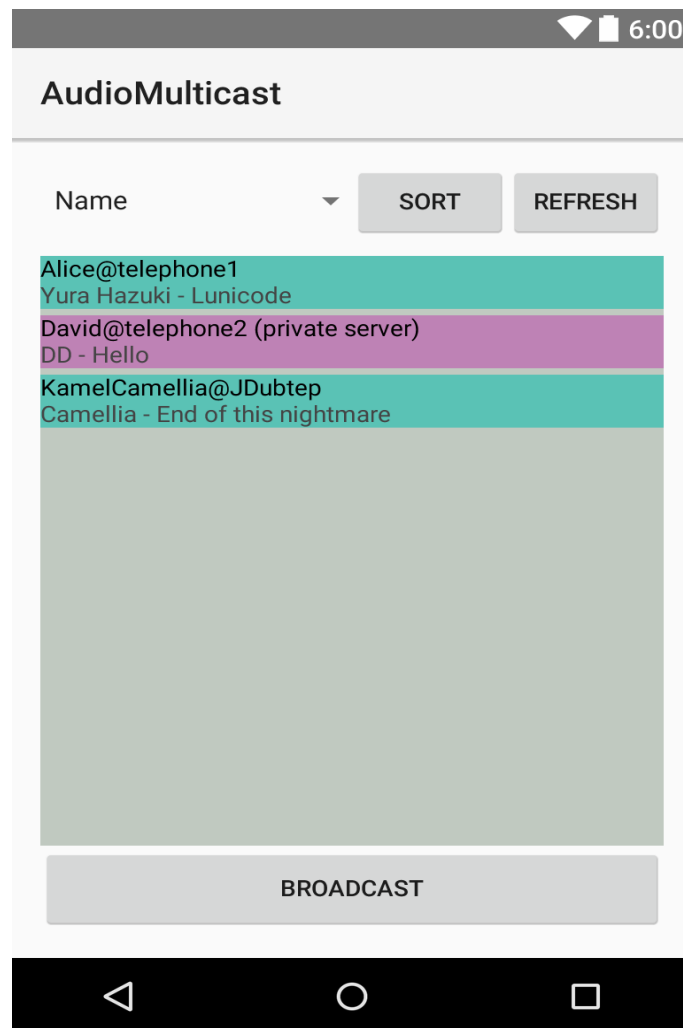 6:00
AudioMulticast
Name
SORT
REFRESH
Alice@telephone1
Yura Hazuki - Lunicode
David@telephone2 (private server)
DD - Hello
KamelCamellia@JDubtep
Camellia - End of this nightmare
BROADCAST